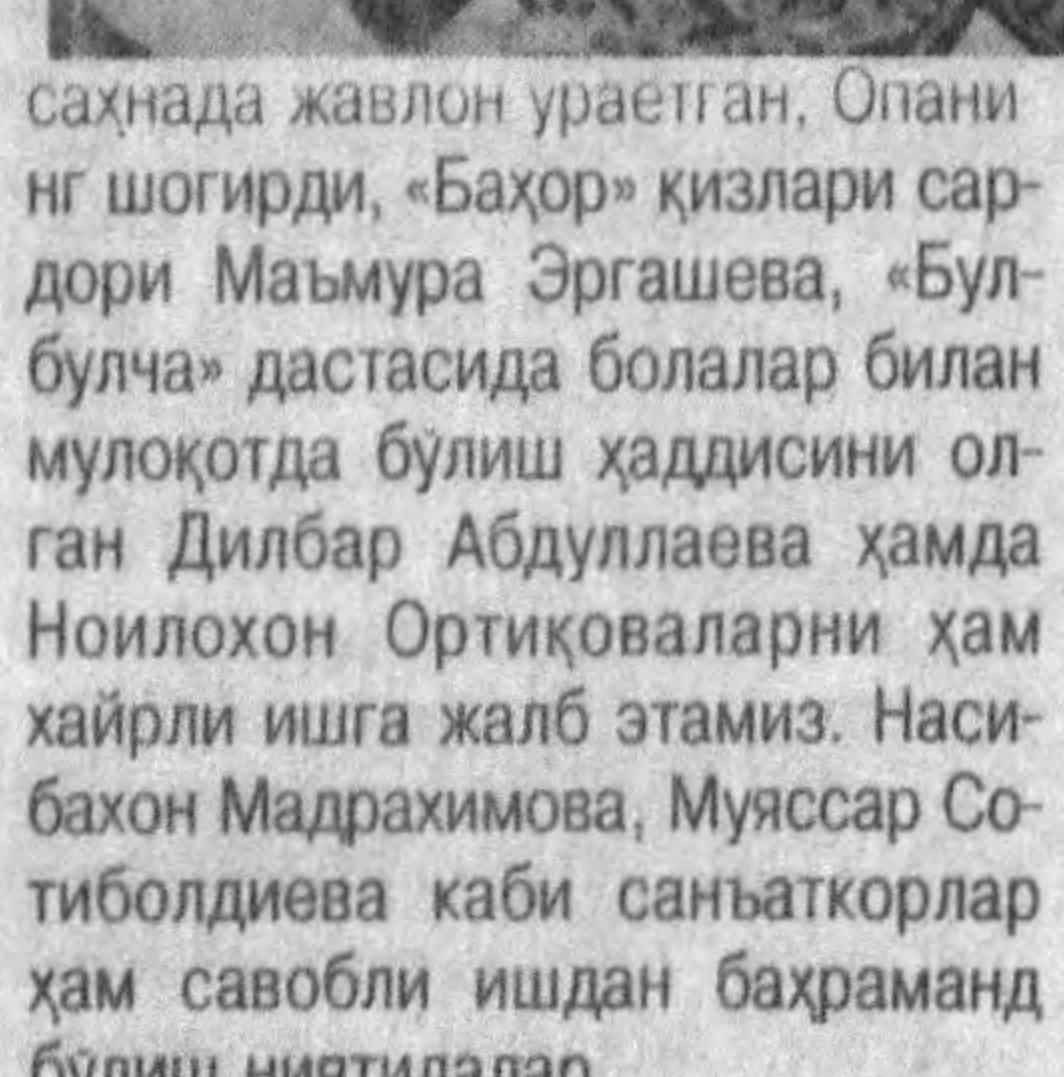 саҳнада жавлон ураётган, Опани
нг шогирди, «Баҳор» қизлари сар-
дори Маъмура Эргашева, «Бул-
булча» дастасида болалар билан
мулоқотда бўлиш ҳаддисини ол-
ган Дилбар Абдуллаева ҳамда
Ноилохон Ортиқоваларни ҳам
хайрли ишга жалб этамиз. Наси-
бахон Мадрахимова, Муяссар Со-
тиболдиева каби санъаткорлар
ҳам савобли ишдан баҳраманд
бўлиш ниятидалар